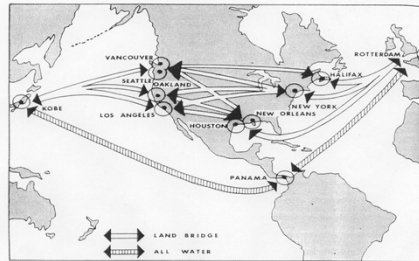 VANCOUVER
SEATTLE
OAKLAND
LOS ANGELES
KOBE
HOUSTON
NEW ORLEANS
NEW YORK
HALIFAX
ROTTERDAM
PANAMA
LAND BRIDGE
ALL WATER